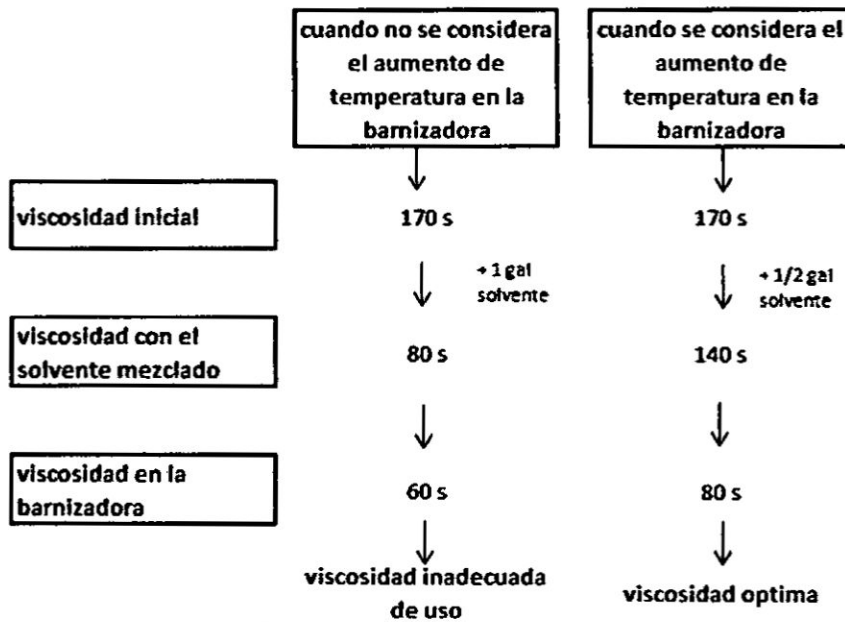 cuando no se considera
el aumento de
temperatura en la
barnizadora
cuando se considera el
aumento de
temperatura en la
barnizadora
viscosidad inicial
170 s
170 s
+ 1 gal
solvente
+ 1/2 gal
solvente
viscosidad con el
solvente mezclado
80 s
140 s
viscosidad en la
barnizadora
60 s
80 s
viscosidad inadecuada
de uso
viscosidad optima